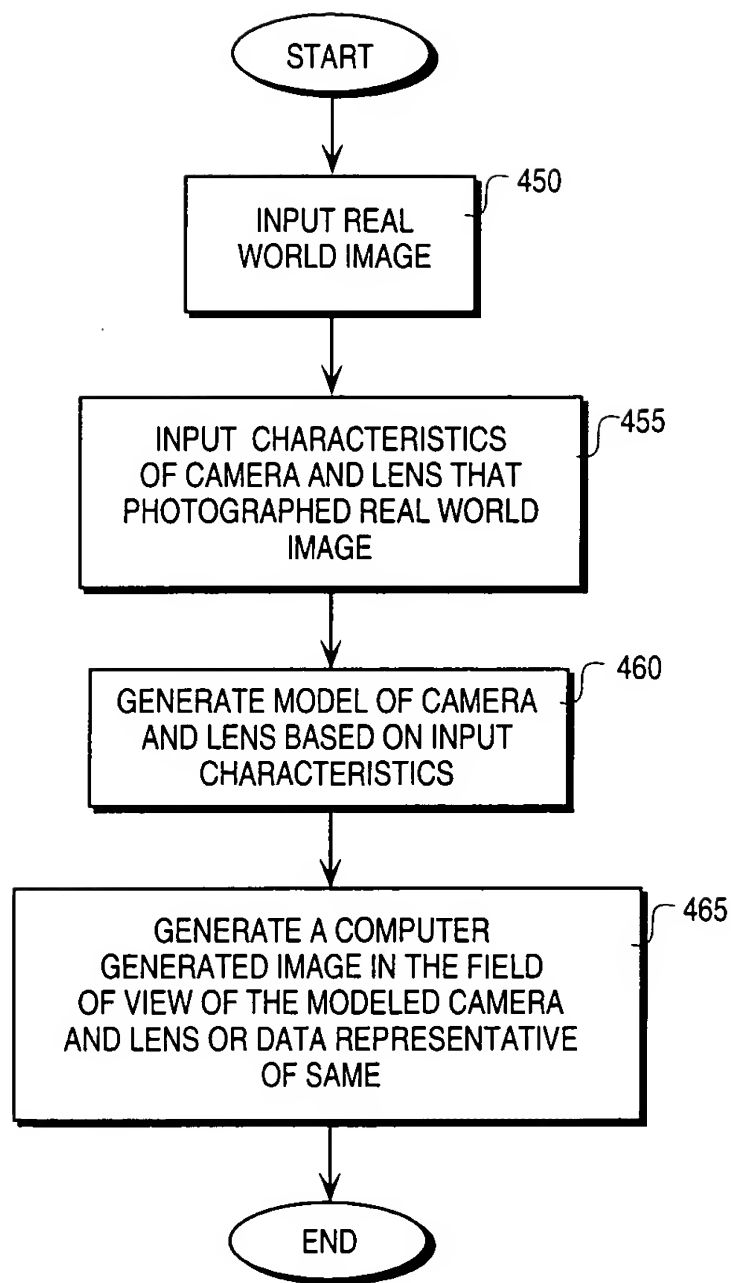 START
450
INPUT REAL
WORLD IMAGE
455
INPUT CHARACTERISTICS
OF CAMERA AND LENS THAT
PHOTOGRAPHED REAL WORLD
IMAGE
460
GENERATE MODEL OF CAMERA
AND LENS BASED ON INPUT
CHARACTERISTICS
465
GENERATE A COMPUTER
GENERATED IMAGE IN THE FIELD
OF VIEW OF THE MODELED CAMERA
AND LENS OR DATA REPRESENTATIVE
OF SAME
END